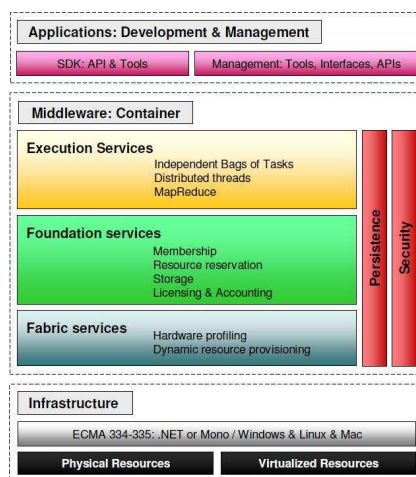 Applications: Development & Management
SDK: API & Tools
Management: Tools, Interfaces, APIs
Middleware: Container
Execution Services
Independent Bags of Tasks
Distributed threads
MapReduce
Foundation services
Membership
Resource reservation
Storage
Licensing & Accounting
Fabric services
Hardware profiling
Dynamic resource provisioning
Persistence
Security
Infrastructure
ECMA 334-335: .NET or Mono / Windows & Linux & Mac
Physical Resources
Virtualized Resources